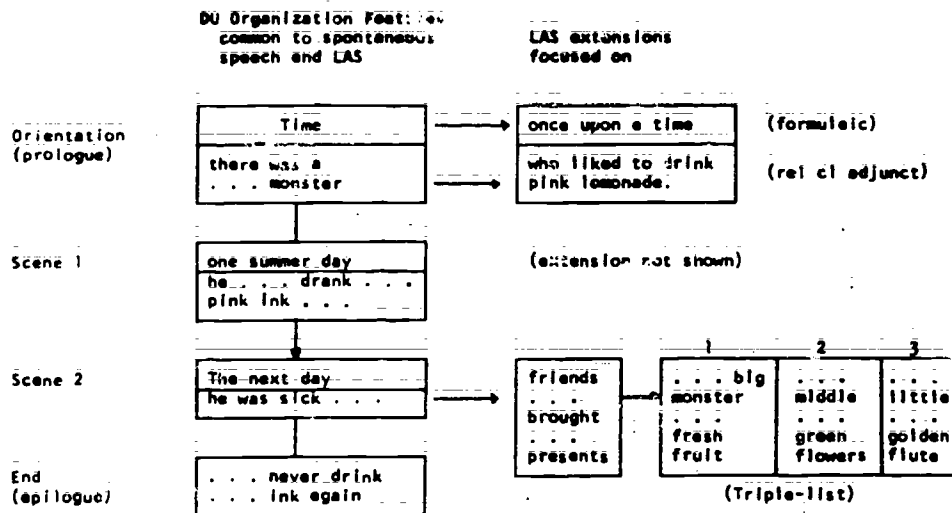 DU Organization
common to spontaneous
speech and LAS
LAS extensions
focused on
Orientation
(prologue)
Time
there was a
. . . monster
once upon a time
who liked to drink
pink lemonade.
(formuleic)
(rel cl adjunct)
Scene 1
one summer day
he . . . drank . . .
pink ink . . .
(extension not shown)
Scene 2
The next day
he was sick . . .
friends
. . .
brought
. . .
presents
1
. . . big
monster
. . .
fresh
fruit
2
. . .
middle
. . .
green
flowers
3
. . .
little
. . .
golden
flute
(Triple-list)
End
(epilogue)
. . . never drink
. . . ink again